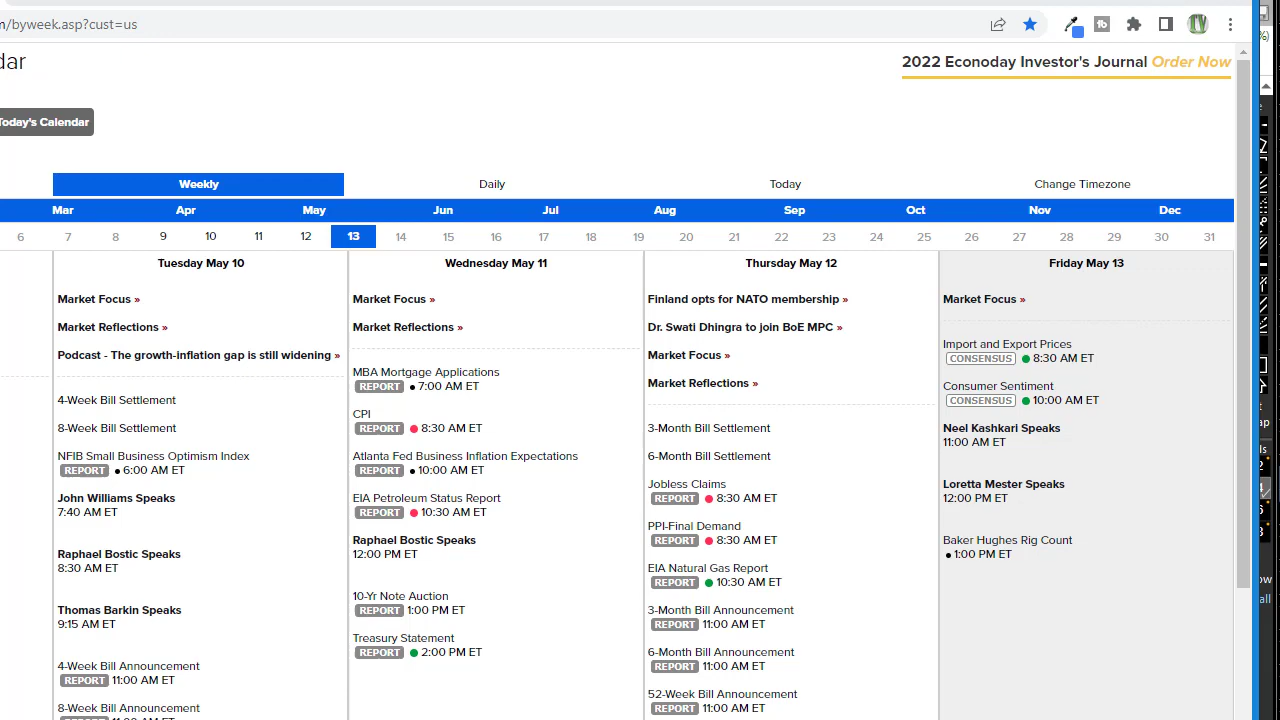 m/byweek.asp?cust=us
dar
2022 Econoday Investor's Journal Order Now
Today's Calendar
Weekly Daily Today Change Timezone
Mar Apr May Jun Jul Aug Sep Oct Nov Dec
6 7 8 9 10 11 12 13 14 15 16 17 18 19 20 21 22 23 24 25 26 27 28 29 30 31
Tuesday May 10
Market Focus »
Market Reflections »
Podcast - The growth-inflation gap is still widening »
4-Week Bill Settlement
8-Week Bill Settlement
NFIB Small Business Optimism Index
REPORT 6:00 AM ET
John Williams Speaks
7:40 AM ET
Raphael Bostic Speaks
8:30 AM ET
Thomas Barkin Speaks
9:15 AM ET
4-Week Bill Announcement
REPORT 11:00 AM ET
8-Week Bill Announcement
Wednesday May 11
Market Focus »
Market Reflections »
MBA Mortgage Applications
REPORT 7:00 AM ET
CPI
REPORT 8:30 AM ET
Atlanta Fed Business Inflation Expectations
REPORT 10:00 AM ET
EIA Petroleum Status Report
REPORT 10:30 AM ET
Raphael Bostic Speaks
12:00 PM ET
10-Yr Note Auction
REPORT 1:00 PM ET
Treasury Statement
REPORT 2:00 PM ET
Thursday May 12
Finland opts for NATO membership »
Dr. Swati Dhingra to join BoE MPC »
Market Focus »
Market Reflections »
3-Month Bill Settlement
6-Month Bill Settlement
Jobless Claims
REPORT 8:30 AM ET
PPI-Final Demand
REPORT 8:30 AM ET
EIA Natural Gas Report
REPORT 10:30 AM ET
3-Month Bill Announcement
REPORT 11:00 AM ET
6-Month Bill Announcement
REPORT 11:00 AM ET
52-Week Bill Announcement
REPORT 11:00 AM ET
Friday May 13
Market Focus »
Import and Export Prices
CONSENSUS 8:30 AM ET
Consumer Sentiment
CONSENSUS 10:00 AM ET
Neel Kashkari Speaks
11:00 AM ET
Loretta Mester Speaks
12:00 PM ET
Baker Hughes Rig Count
1:00 PM ET